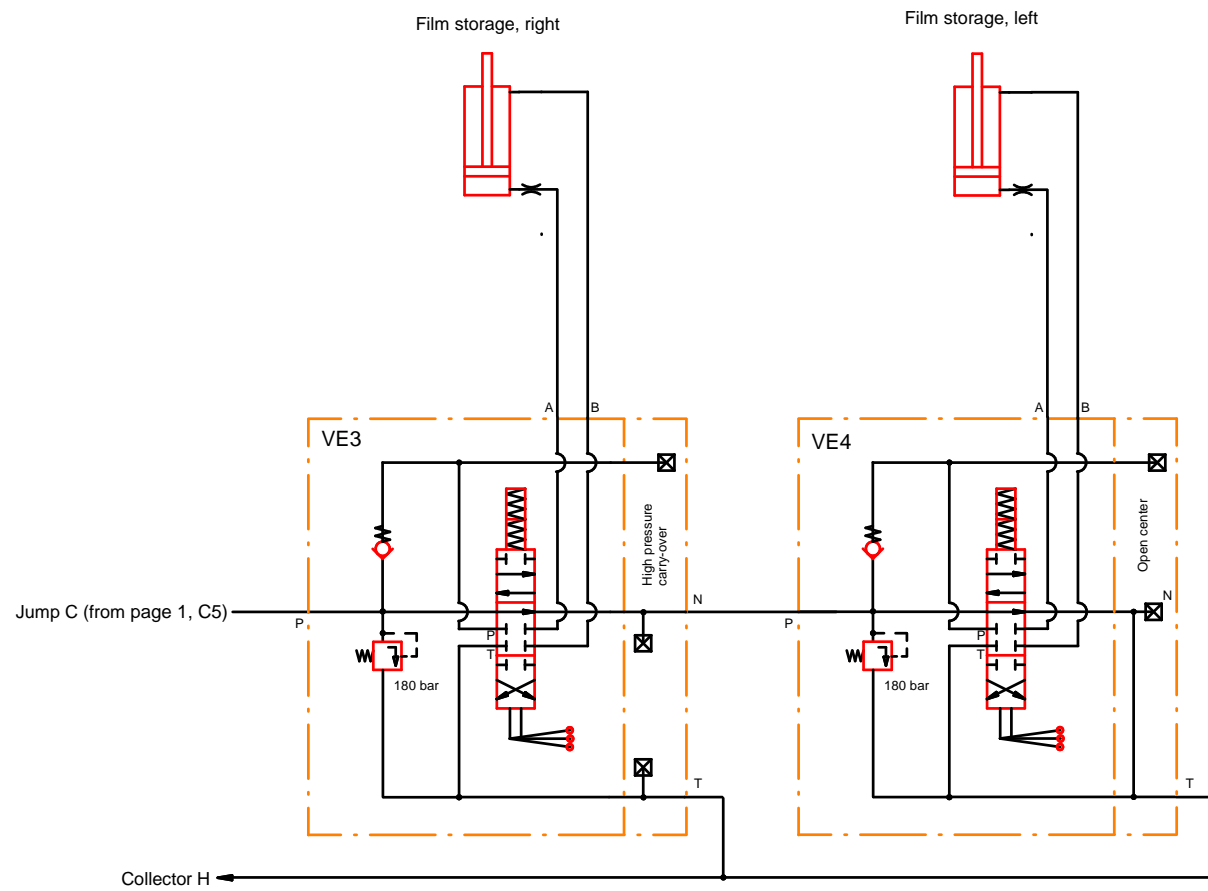 Film storage, right
Film storage, left
A
B
A
B
VE3
VE4
High pressure
carry-over
Open center
Jump C (from page 1, C5)
P
N
P
N
P
T
P
T
180 bar
180 bar
T
T
Collector H